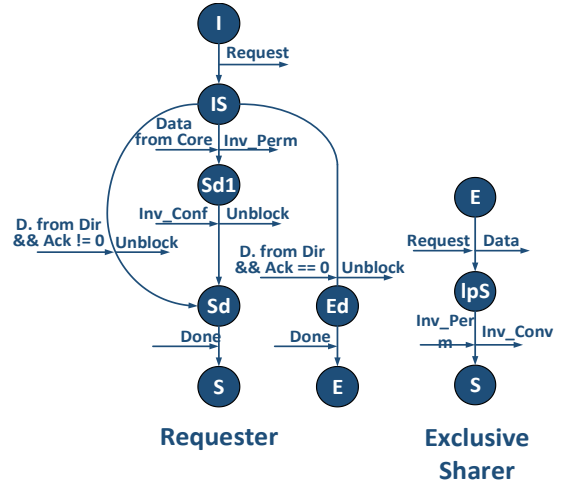 I
Request
IS
Data
from Core
Inv_Perm
Sd1
Inv_Conf
Unblock
D. from Dir
&& Ack != 0
Unblock
D. from Dir
&& Ack == 0
Unblock
Sd
Ed
Done
Done
S
E
Requester
E
Request
Data
IpS
Inv_Per
m
Inv_Conv
S
Exclusive
Sharer